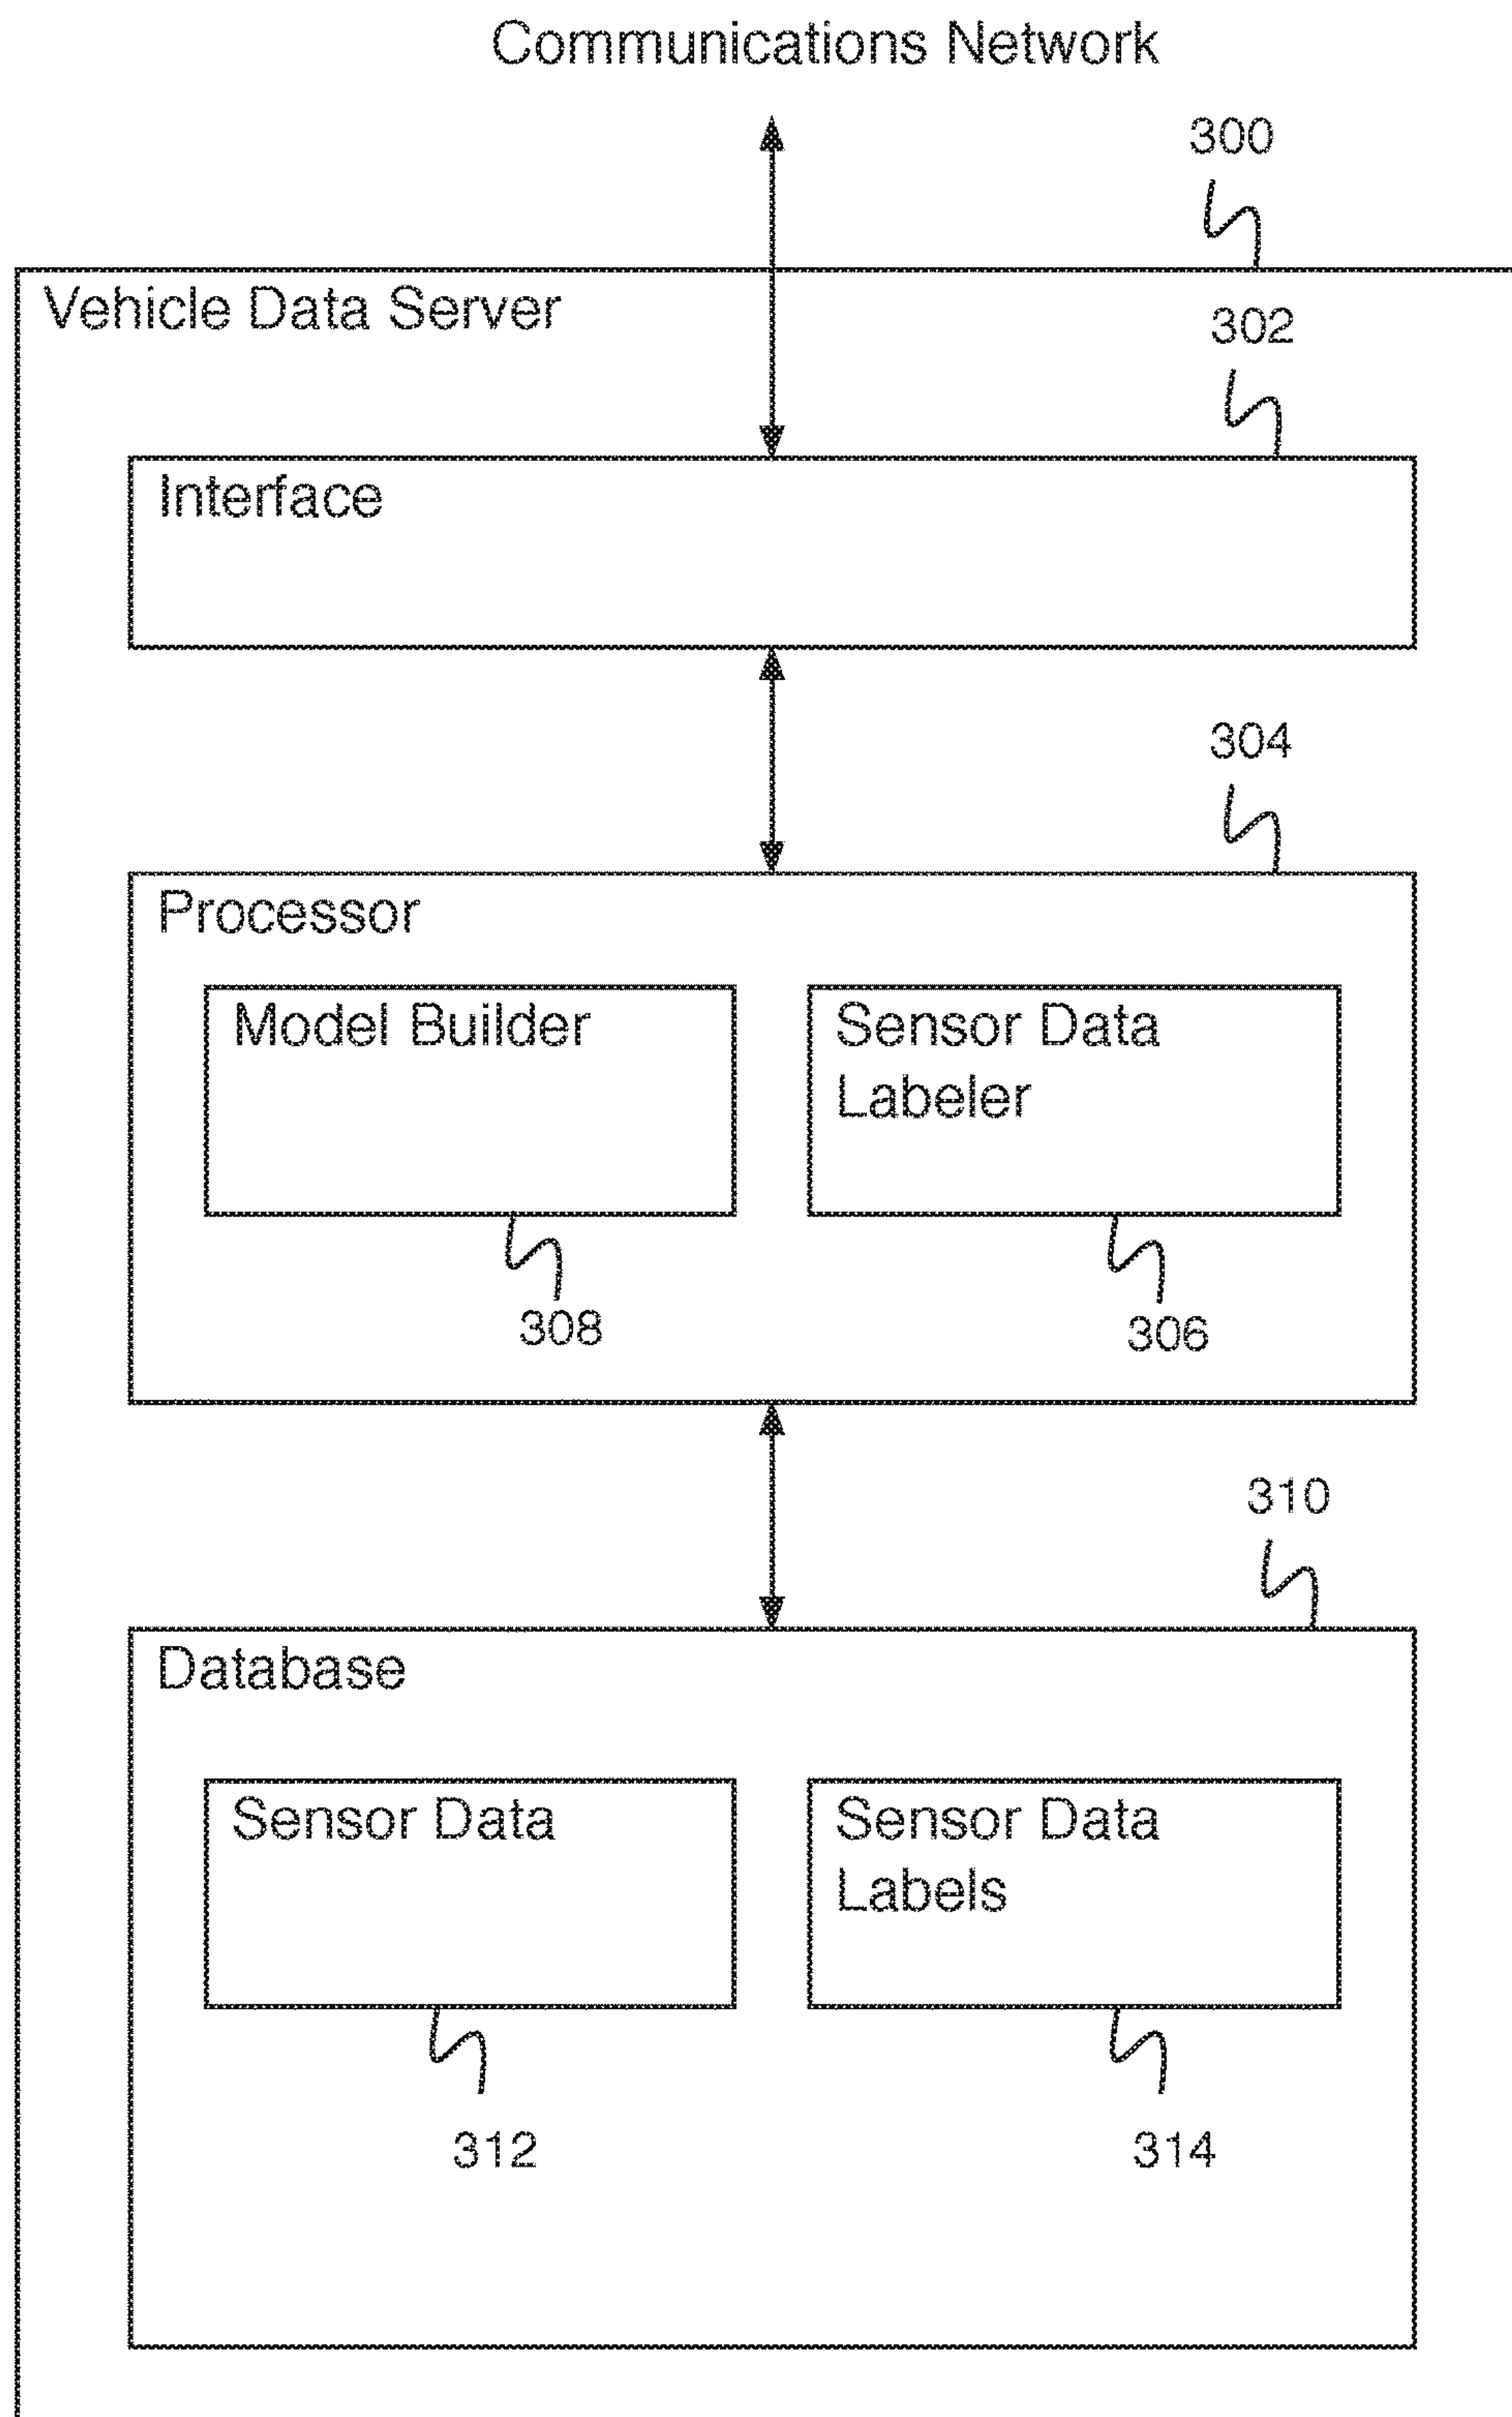 Communications Network
300
Vehicle Data Server
302
Interface
304
Processor
Model Builder
Sensor Data
Labeler
308
306
310
Database
Sensor Data
Sensor Data
Labels
312
314